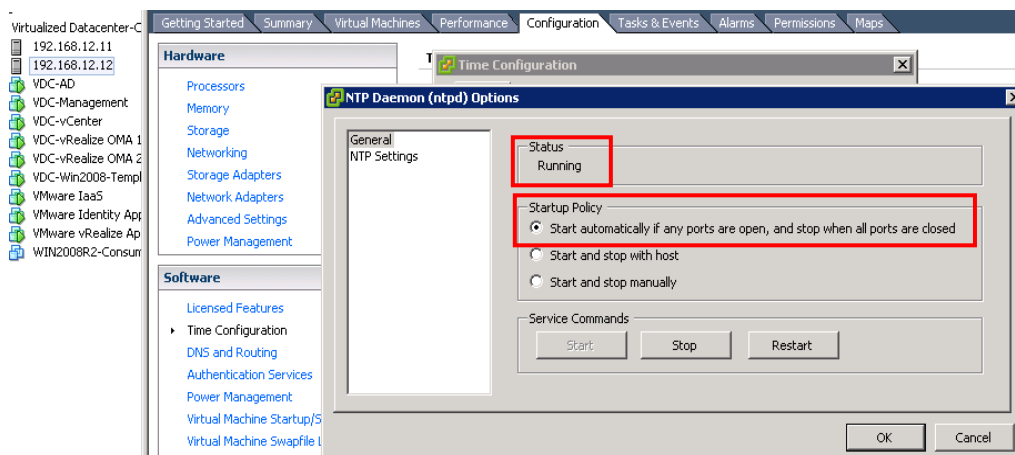 Virtualized Datacenter-C
192.168.12.11
192.168.12.12
VDC-AD
VDC-Management
VDC-vCenter
VDC-vRealize OMA 1
VDC-vRealize OMA 2
VDC-Win2008-Templ
VMware IaaS
VMware Identity App
VMware vRealize Ap
WIN2008R2-Consum
Getting Started
Summary
Virtual Machines
Performance
Configuration
Tasks & Events
Alarms
Permissions
Maps
Hardware
Processors
Memory
Storage
Networking
Storage Adapters
Network Adapters
Advanced Settings
Power Management
Software
Licensed Features
Time Configuration
DNS and Routing
Authentication Services
Power Management
Virtual Machine Startup/S
Virtual Machine Swapfile L
T
Time Configuration
NTP Daemon (ntpd) Options
General
NTP Settings
Status
Running
Startup Policy
Start automatically if any ports are open, and stop when all ports are closed
Start and stop with host
Start and stop manually
Service Commands
Start
Stop
Restart
OK
Cancel